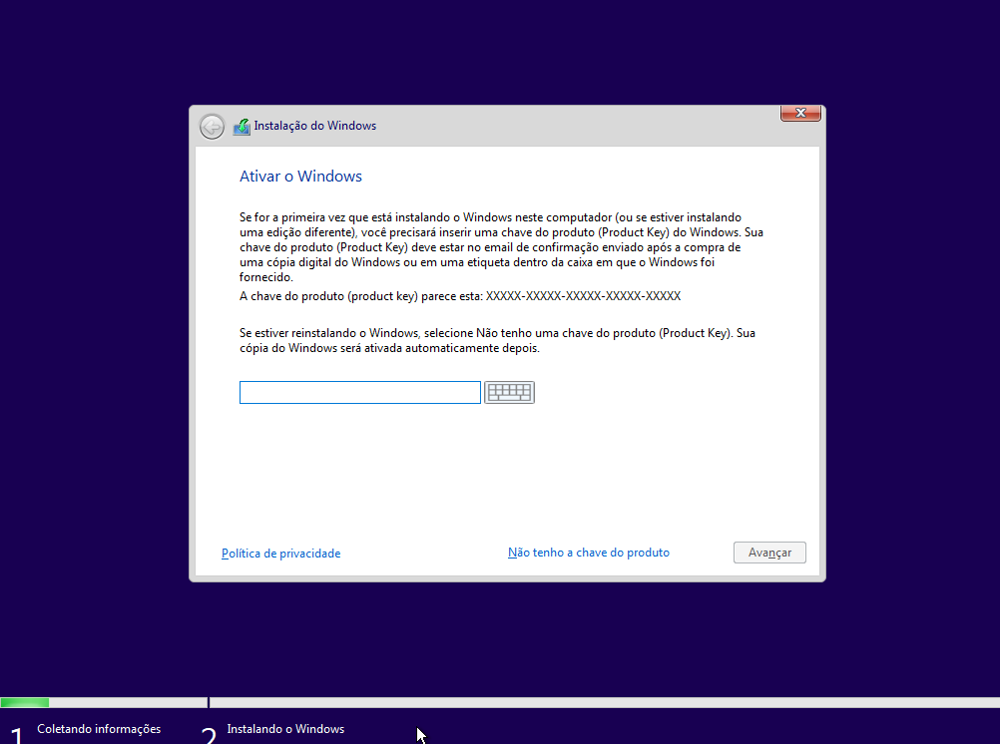 Instalação do Windows
Ativar o Windows
Se for a primeira vez que está instalando o Windows neste computador (ou se estiver instalando
uma edição diferente), você precisará inserir uma chave do produto (Product Key) do Windows. Sua
chave do produto (Product Key) deve estar no email de confirmação enviado após a compra de
uma cópia digital do Windows ou em uma etiqueta dentro da caixa em que o Windows foi
fornecido.
A chave do produto (product key) parece esta: XXXXX-XXXXX-XXXXX-XXXXX-XXXXX
Se estiver reinstalando o Windows, selecione Não tenho uma chave do produto (Product Key). Sua
cópia do Windows será ativada automaticamente depois.
Política de privacidade
Não tenho a chave do produto
Avançar
1 Coletando informações
2 Instalando o Windows